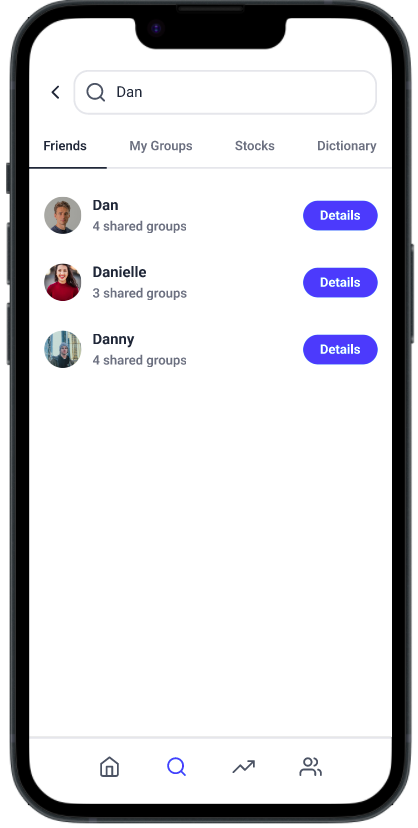 Dan
Friends My Groups Stocks Dictionary
Dan
4 shared groups
Details
Danielle
3 shared groups
Details
Danny
4 shared groups
Details